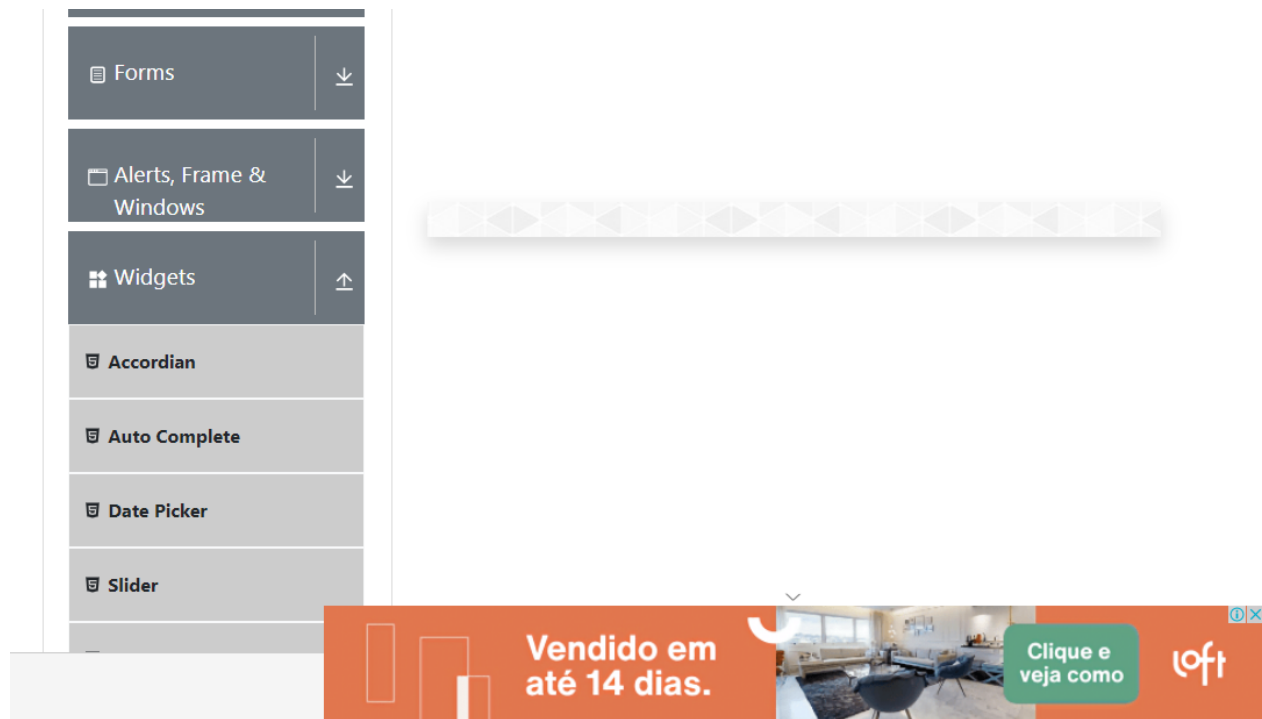 Forms
Alerts, Frame &
Windows
Widgets
Accordian
Auto Complete
Date Picker
Slider
Vendido em
até 14 dias.
Clique e
veja como
loft